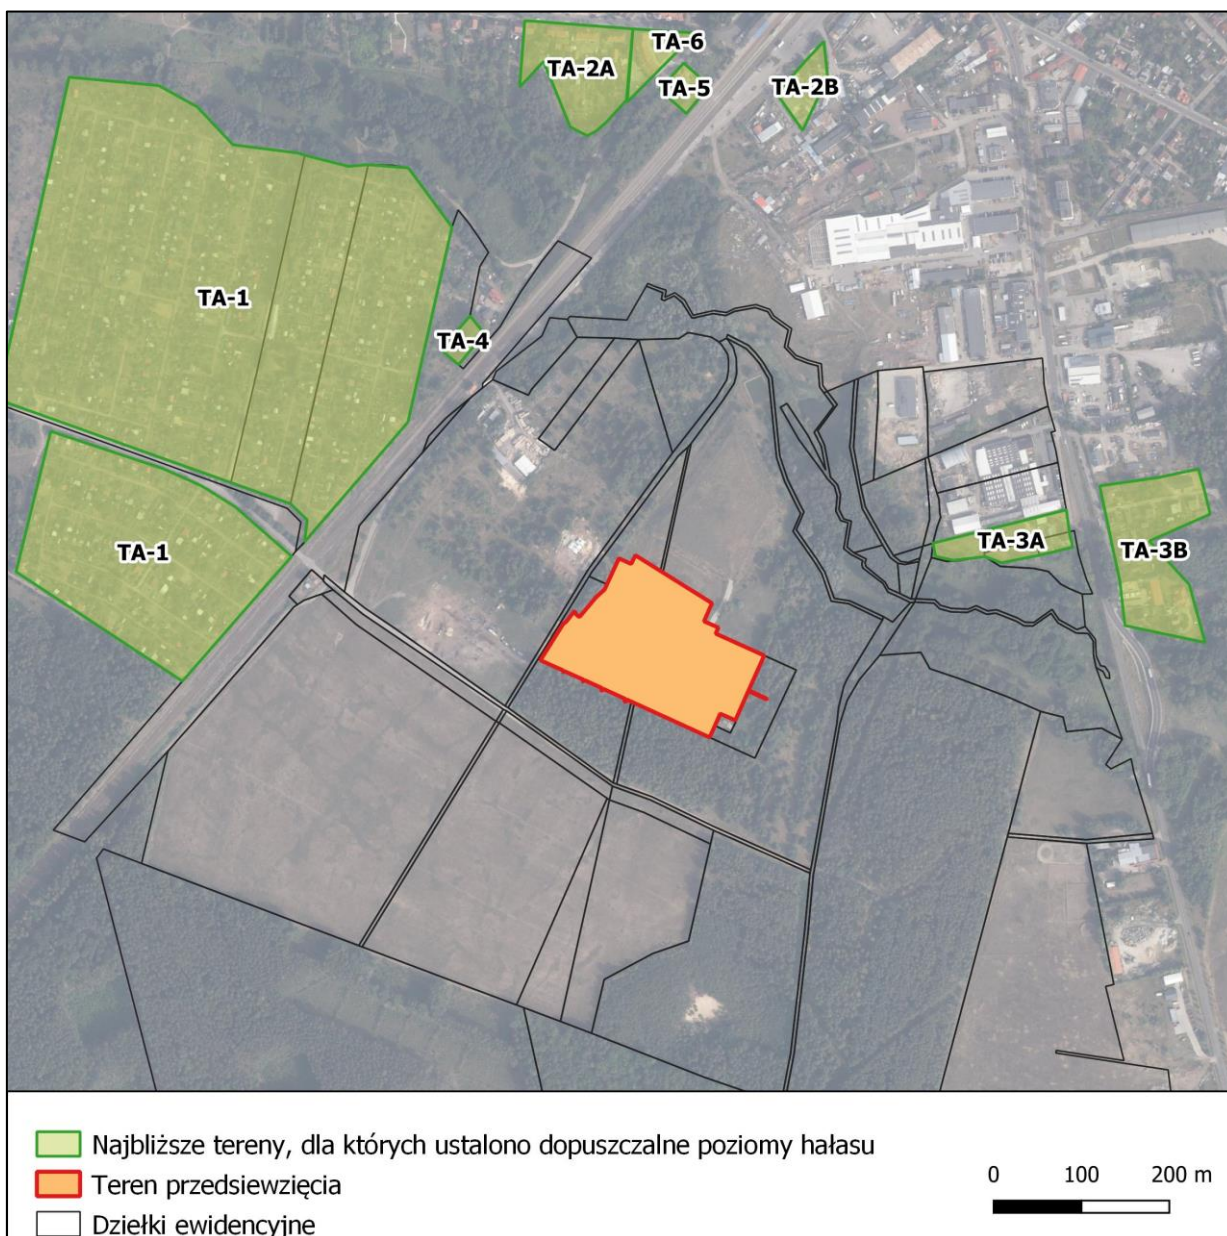 TA-6
TA-2A
TA-5
TA-2B
TA-1
TA-4
TA-3A
TA-1
TA-3B
Najbliższe tereny, dla których ustalono dopuszczalne poziomy hałasu
Teren przedsiewzięcia
0 100 200 m
Dziełki ewidencyjne